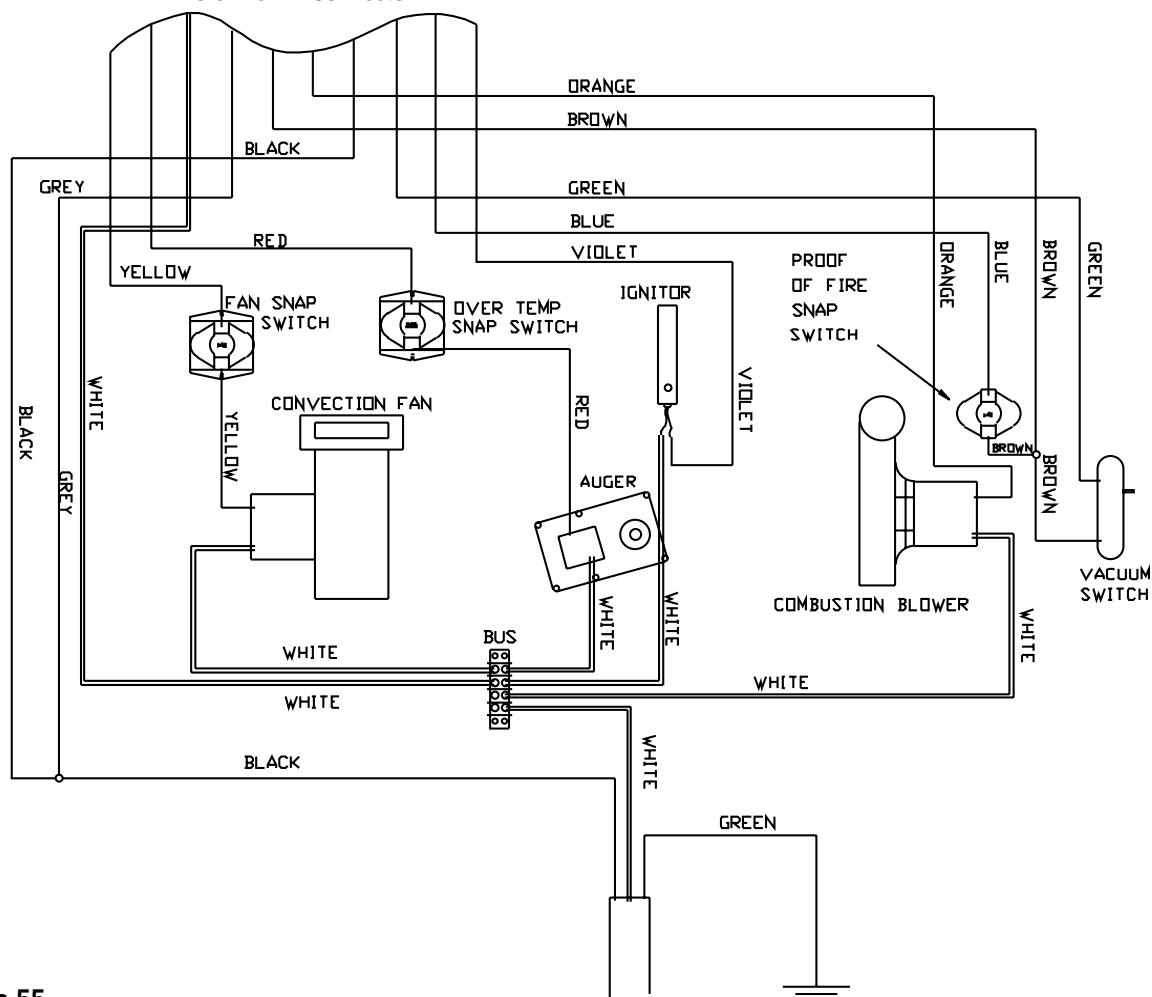 ORANGE
BROWN
BLACK
GREY
GREEN
BLUE
RED
VIOLET
YELLOW
PROOF
OF FIRE
SNAP
SWITCH
ORANGE
BLUE
BROWN
GREEN
IGNITOR
FAN SNAP
SWITCH
OVER TEMP
SNAP SWITCH
WHITE
BLACK
CONVECTION FAN
YELLOW
RED
VIOLET
BROWN
BROWN
GREY
AUGER
VACUUM
SWITCH
COMBUSTION BLOWER
WHITE
WHITE
WHITE
BUS
WHITE
WHITE
WHITE
WHITE
BLACK
GREEN
55